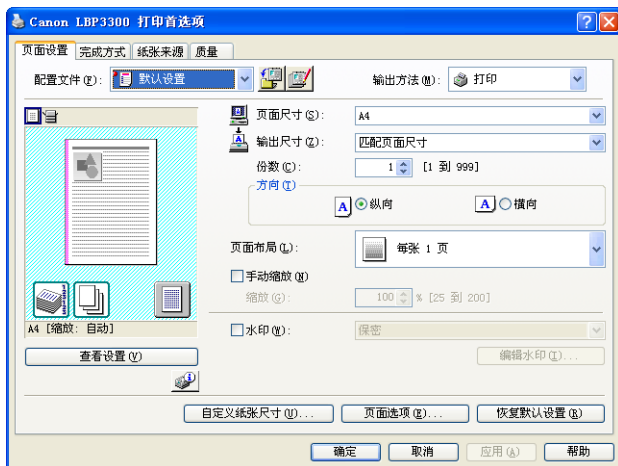 Canon LBP3300 打印首选项
页面设置 完成方式 纸张来源 质量
配置文件(F): 默认设置 输出方法(M): 打印
页面尺寸(S): A4
输出尺寸(Z): 匹配页面尺寸
份数(C): 1 [1 到 999]
方向(T)
A 纵向 A 横向
页面布局(L): 每张 1 页
手动缩放(N)
缩放(G): 100 % [25 到 200]
A4 [缩放: 自动]
水印(W): 保密
查看设置(V) 编辑水印(I)...
自定义纸张尺寸(U)... 页面选项(E)... 恢复默认设置(R)
确定 取消 应用(A) 帮助